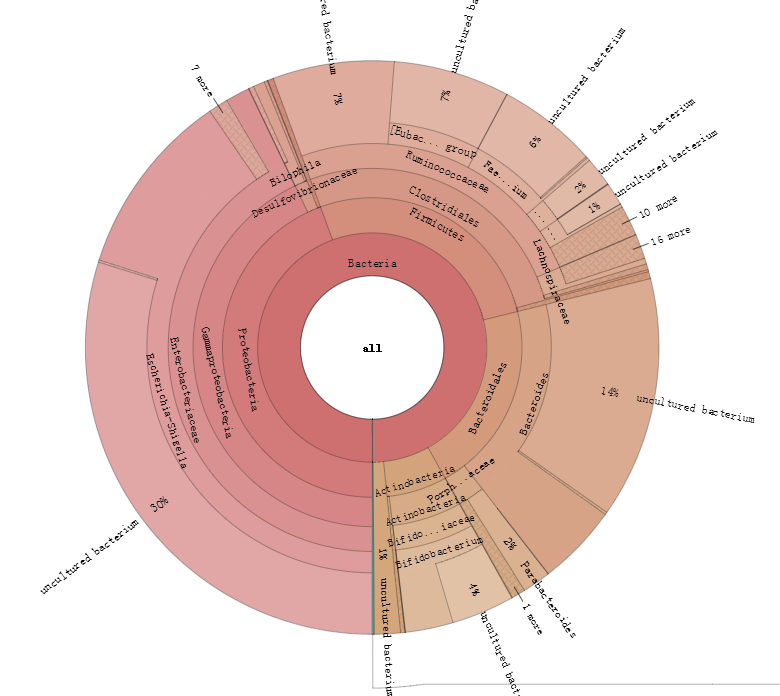 uncultured bacterium
7%
uncultured
7%
uncultured bacterium
6%
uncultured bacterium
2%
uncultured bacterium
1%
10 more
16 more
7 more
[Eubac... group
Fae...ium
...
...
Ruminococcaceae
Bilophila
Desulfovibrionaceae
Clostridiales
Firmicutes
Lachnospiraceae
Bacteria
all
Proteobacteria
Gammaproteobacteria
Enterobacteriaceae
Escherichia-Shigella
30%
uncultured bacterium
Bacteroidales
Bacteroides
14%
uncultured bacterium
Porph...aceae
2%
Parabacteroides
1 more
Actinobacteria
Actinobacteria
Bifido...iaceae
Bifidobacterium
4%
uncultured
1%
uncultured bacterium